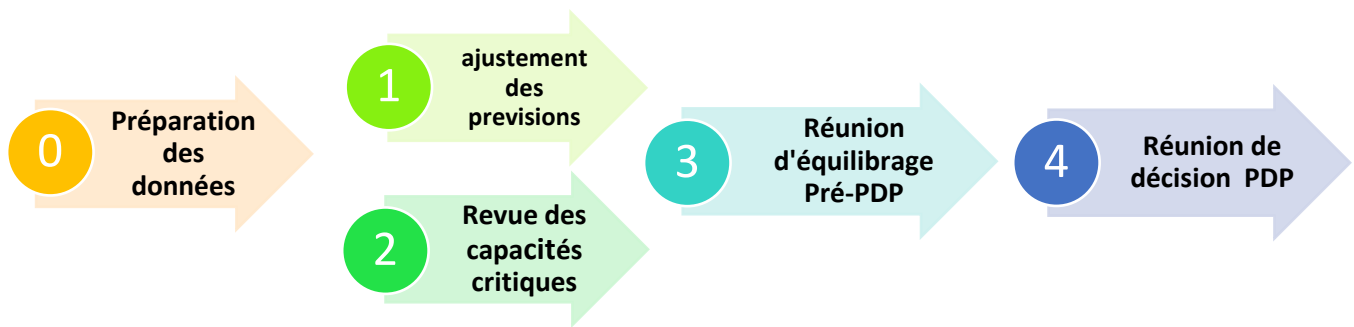 0
Préparation
des
données
1
ajustement
des
previsions
2
Revue des
capacités
critiques
3
Réunion
d'équilibrage
Pré-PDP
4
Réunion de
décision PDP